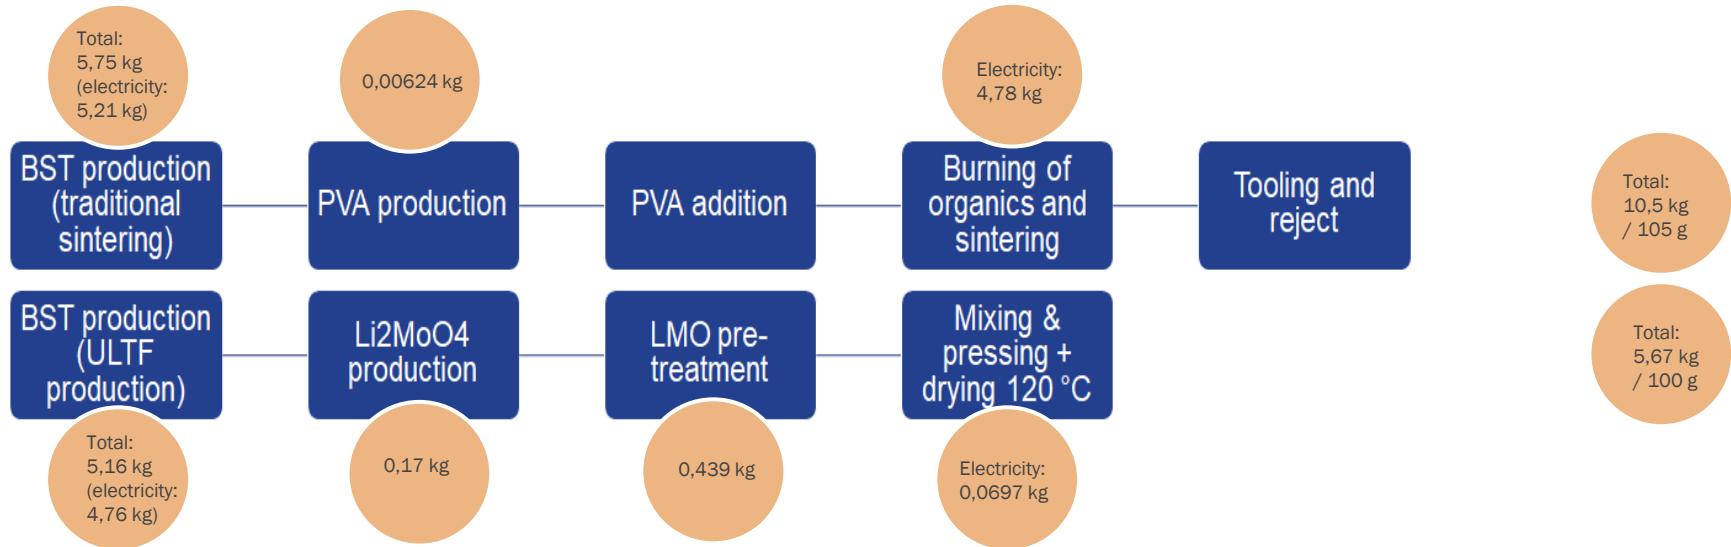 Total:
5,75 kg
(electricity:
5,21 kg)
0,00624 kg
Electricity:
4,78 kg
BST production
(traditional
sintering)
PVA production
PVA addition
Burning of
organics and
sintering
Tooling and
reject
Total:
10,5 kg
/ 105 g
BST production
(ULTF
production)
Li2MoO4
production
LMO pre-
treatment
Mixing &
pressing +
drying 120 °C
Total:
5,67 kg
/ 100 g
Total:
5,16 kg
(electricity:
4,76 kg)
0,17 kg
0,439 kg
Electricity:
0,0697 kg